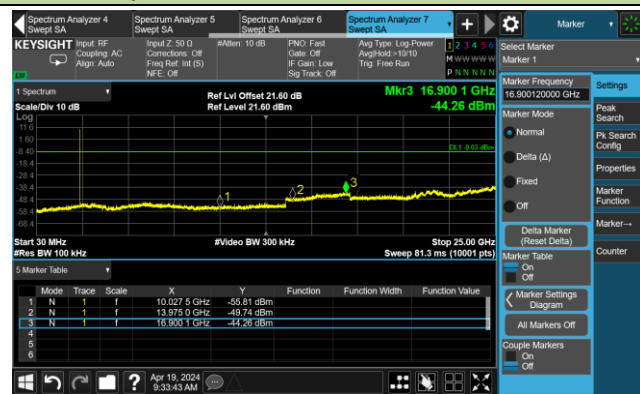 Spectrum Analyzer 4 Spectrum Analyzer 5 Spectrum Analyzer 6 Spectrum Analyzer 7 Marker
Swept SA Swept SA Swept SA Swept SA
KEYSIGHT Input: RF Input Z: 50 Ω #Atten: 10 dB PNO: Fast Avg Type: Log-Power 1 2 3 4 5 6 Select Marker
Coupling: AC Corrections: Off Gate: Off Avg|Hold:>10/10 M W W W W W Marker 1
Align: Auto Freq Ref: Int (S) IF Gain: Low Trig: Free Run
LW NFE: Off Sig Track: Off P N N N N N
Marker Frequency Settings
16.900120000 GHz
1 Spectrum Ref Lvl Offset 21.60 dB Mkr3 16.900 1 GHz
Scale/Div 10 dB Ref Level 21.60 dBm -44.26 dBm
Marker Mode Peak Search
Log
11.6 Normal Pk Search Config
1.60
-8.40 DL1 -9.03 dBm
-18.4 Delta (Δ) Properties
-28.4
-38.4 1 2 3 Fixed Marker Function
-48.4
-58.4 Off Marker→
-68.4
Start 30 MHz #Video BW 300 kHz Stop 25.00 GHz Delta Marker
#Res BW 100 kHz Sweep 81.3 ms (10001 pts) (Reset Delta)
Counter
5 Marker Table Marker Table
On
Off
Mode Trace Scale X Y Function Function Width Function Value
1 N 1 f 10.027 5 GHz -55.81 dBm Marker Settings
2 N 1 f 13.975 0 GHz -49.74 dBm Diagram
3 N 1 f 16.900 1 GHz -44.26 dBm
4 All Markers Off
5
6 Couple Markers
On
Off
Apr 19, 2024
9:33:43 AM